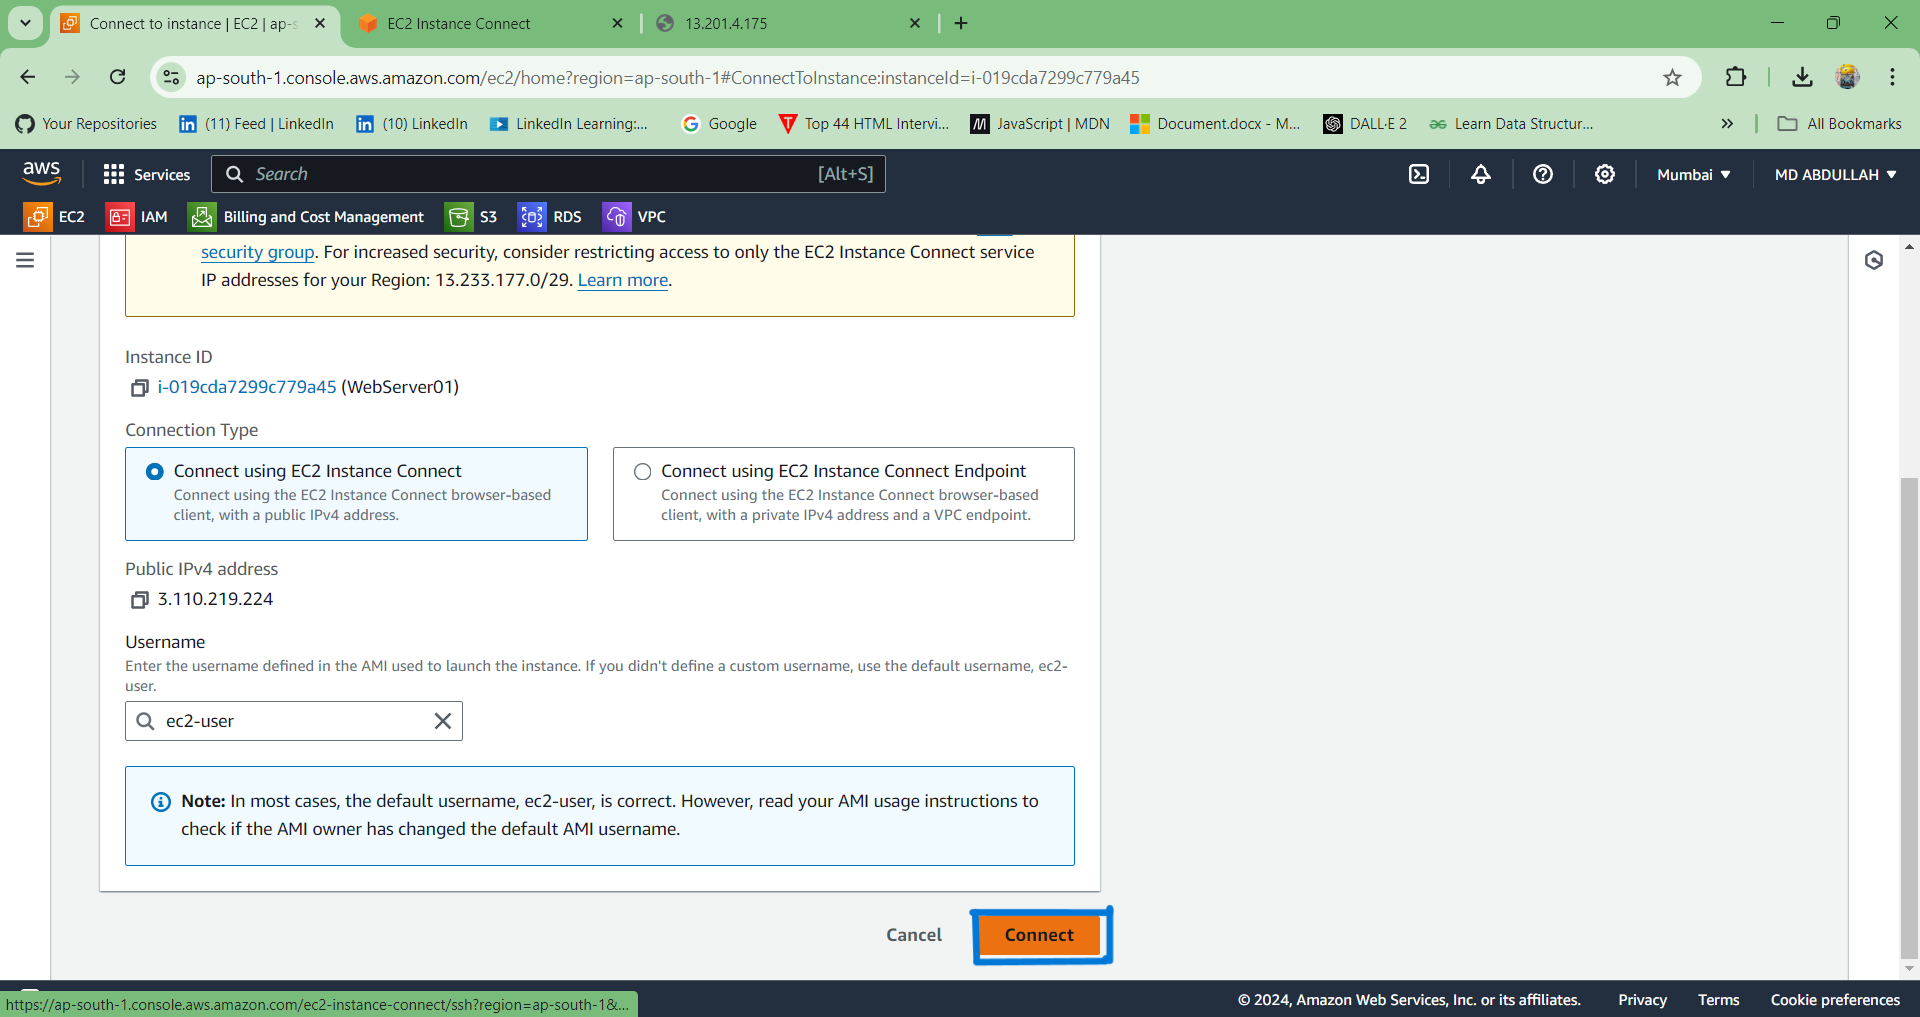 Connect to instance | EC2 | ap-s
EC2 Instance Connect
13.201.4.175
ap-south-1.console.aws.amazon.com/ec2/home?region=ap-south-1#ConnectToInstance:instanceId=i-019cda7299c779a45
Your Repositories
(11) Feed | LinkedIn
(10) LinkedIn
LinkedIn Learning:...
Google
Top 44 HTML Intervi...
JavaScript | MDN
Document.docx - M...
DALL·E 2
Learn Data Structur...
All Bookmarks
aws
Services
Search
[Alt+S]
Mumbai
MD ABDULLAH
EC2
IAM
Billing and Cost Management
S3
RDS
VPC
security group. For increased security, consider restricting access to only the EC2 Instance Connect service
IP addresses for your Region: 13.233.177.0/29. Learn more.
Instance ID
i-019cda7299c779a45 (WebServer01)
Connection Type
Connect using EC2 Instance Connect
Connect using the EC2 Instance Connect browser-based
client, with a public IPv4 address.
Connect using EC2 Instance Connect Endpoint
Connect using the EC2 Instance Connect browser-based
client, with a private IPv4 address and a VPC endpoint.
Public IPv4 address
3.110.219.224
Username
Enter the username defined in the AMI used to launch the instance. If you didn't define a custom username, use the default username, ec2-
user.
ec2-user
Note: In most cases, the default username, ec2-user, is correct. However, read your AMI usage instructions to
check if the AMI owner has changed the default AMI username.
Cancel
Connect
https://ap-south-1.console.aws.amazon.com/ec2-instance-connect/ssh?region=ap-south-1&...
© 2024, Amazon Web Services, Inc. or its affiliates.
Privacy
Terms
Cookie preferences